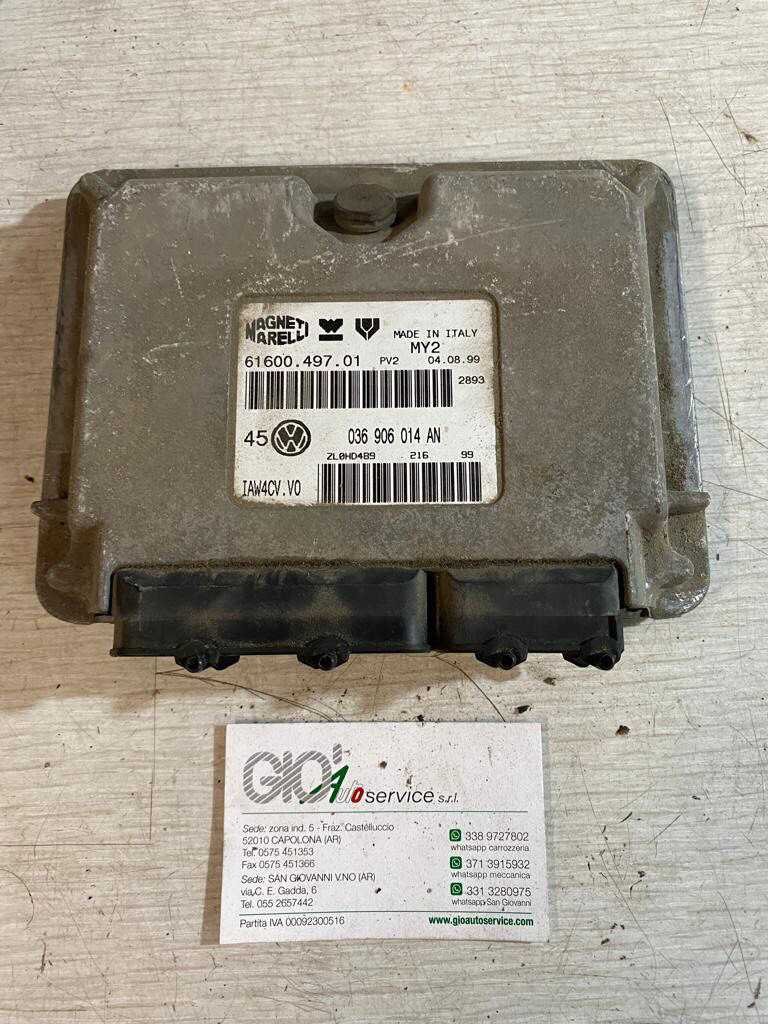 MAGNETI MARELLI
MADE IN ITALY
MY2
61600.497.01 PV2 04.08.99
2893
45 036 906 014 AN
ZL0HD489 216 99
IAW4CV.V0
GIO' Autoservice s.r.l.
Sede: zona ind. 5 - Fraz. Castelluccio
52010 CAPOLONA (AR)
Tel. 0575 451353
Fax 0575 451366
Sede: SAN GIOVANNI V.NO (AR)
via C. E. Gadda, 6
Tel. 055 2657442
Partita IVA 00092300516
338 9727802
whatsapp carrozzeria
371 3915932
whatsapp meccanica
331 3280975
whatsapp San Giovanni
www.gioautoservice.com